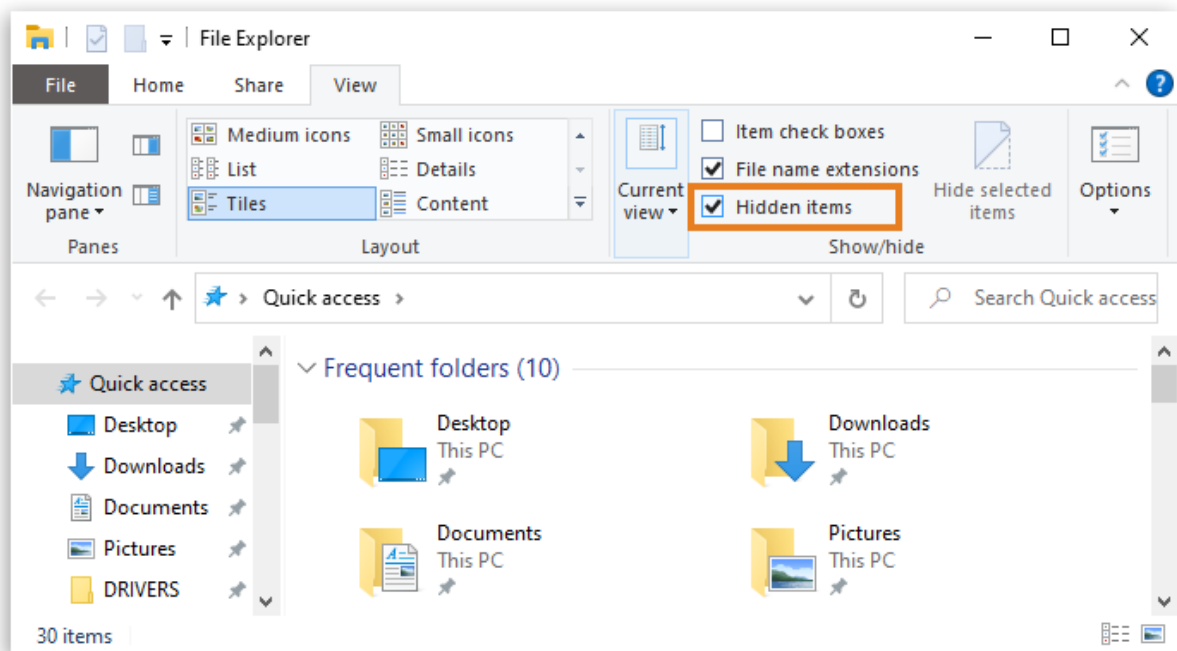 File Explorer
File Home Share View
Medium icons Small icons
List Details
Tiles Content
Navigation pane
Panes
Layout
Current view
Item check boxes
File name extensions
Hidden items
Hide selected items
Show/hide
Options
Quick access
Search Quick access
Quick access
Desktop
Downloads
Documents
Pictures
DRIVERS
Frequent folders (10)
Desktop
This PC
Downloads
This PC
Documents
This PC
Pictures
This PC
30 items